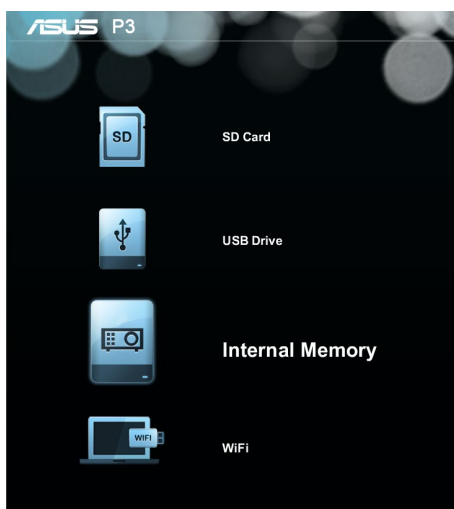 ASUS P3
SD
SD Card
USB Drive
Internal Memory
WIFI
WiFi